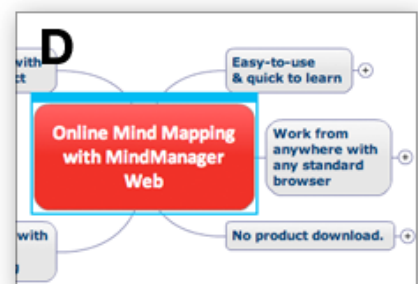 D
with
ct
Easy-to-use
& quick to learn
Online Mind Mapping
with MindManager
Web
Work from
anywhere with
any standard
browser
with
No product download.